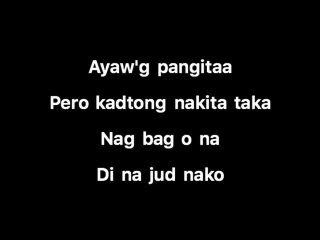 Ayaw'g pangitaa
Pero kadtong nakita taka
Nag bag o na
Di na jud nako